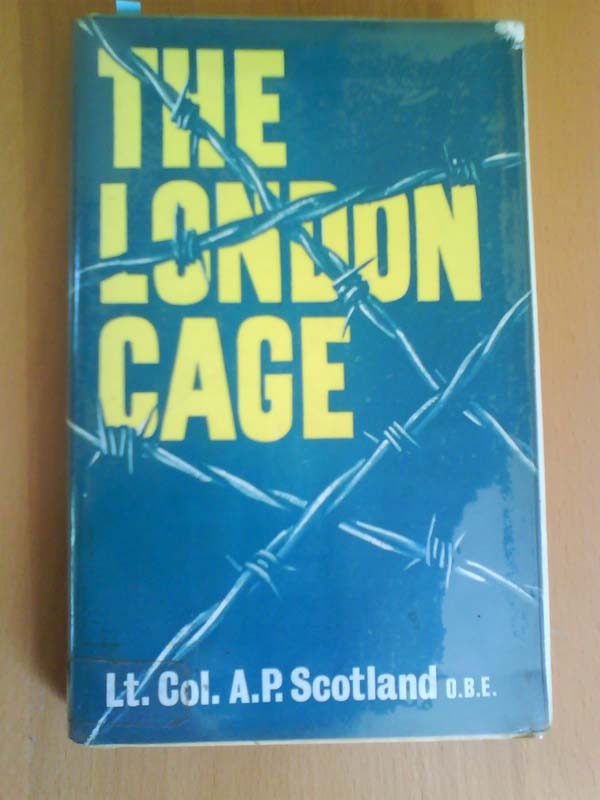 THE
LONDON
CAGE
Lt. Col. A.P. Scotland O.B.E.